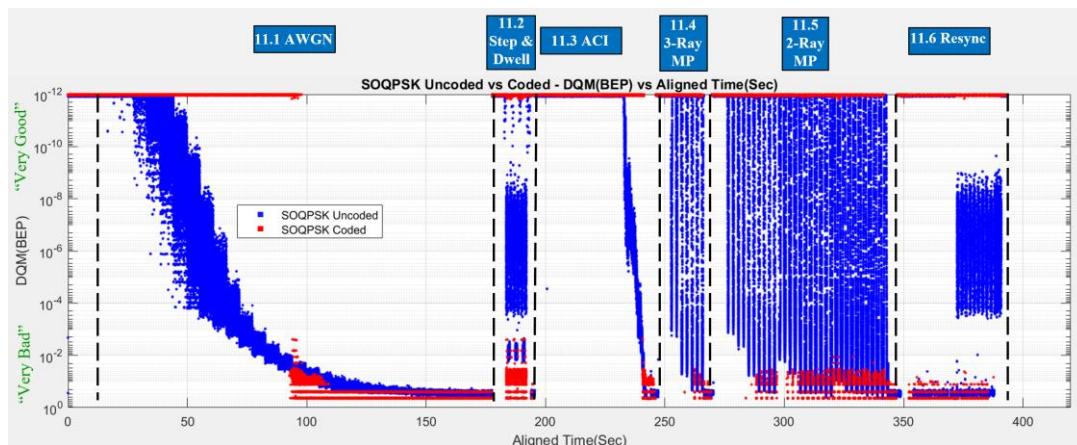 11.1 AWGN
11.2
Step &
Dwell
11.3 ACI
11.4
3-Ray
MP
11.5
2-Ray
MP
11.6 Resync
SOQPSK Uncoded vs Coded - DQM(BEP) vs Aligned Time(Sec)
"Very Good"
"Very Bad"
DQM(BEP)
10-12
10-10
10-8
10-6
10-4
10-2
100
SOQPSK Uncoded
SOQPSK Coded
0
50
100
150
200
250
300
350
400
Aligned Time(Sec)